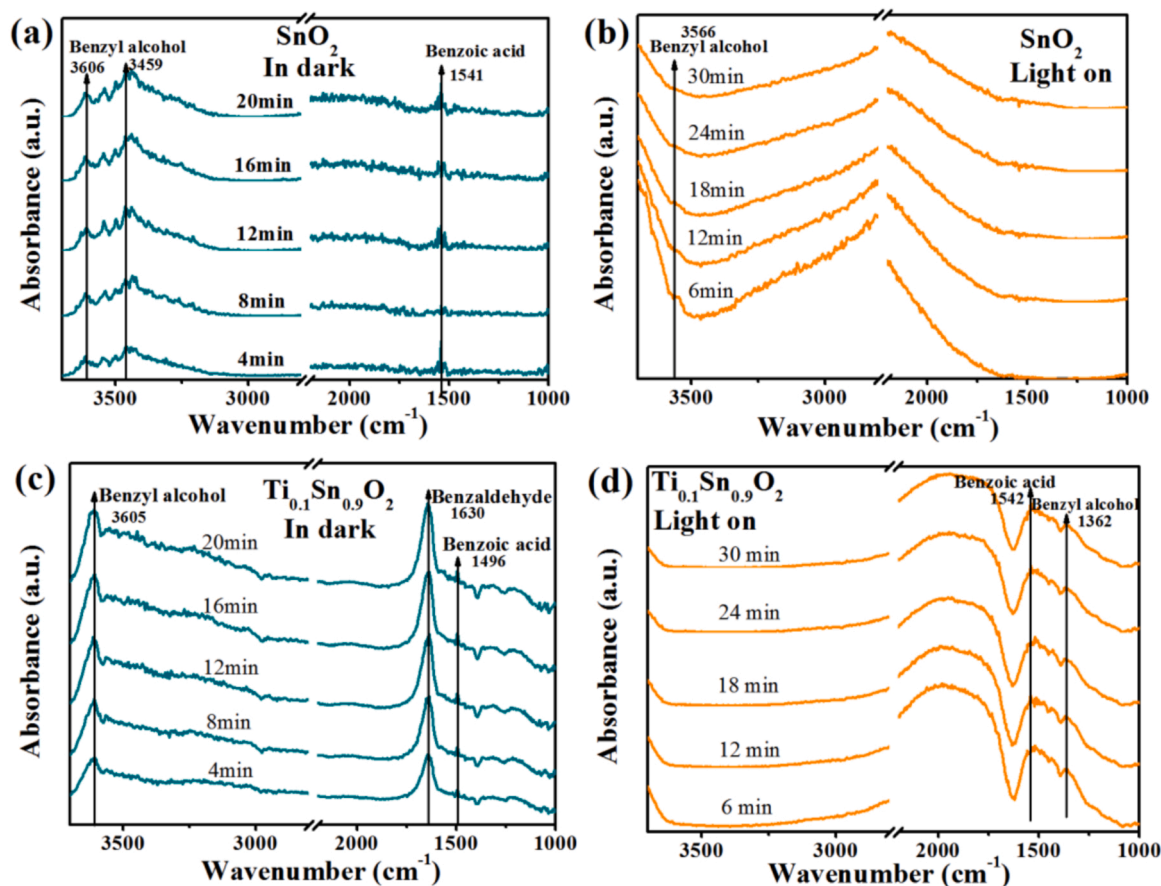 (a)
SnO₂
In dark
Benzyl alcohol
3606
3459
Benzoic acid
1541
20min
16min
12min
8min
4min
Absorbance (a.u.)
3500 3000 2000 1500 1000
Wavenumber (cm⁻¹)
(b)
3566
Benzyl alcohol
SnO₂
Light on
30min
24min
18min
12min
6min
Absorbance (a.u.)
3500 3000 2000 1500 1000
Wavenumber (cm⁻¹)
(c)
Benzyl alcohol
3605
Ti₀.₁Sn₀.₉O₂
In dark
Benzaldehyde
1630
Benzoic acid
1496
20min
16min
12min
8min
4min
Absorbance (a.u.)
3500 3000 2000 1500 1000
Wavenumber (cm⁻¹)
(d)
Ti₀.₁Sn₀.₉O₂
Light on
Benzoic acid
1542
Benzyl alcohol
1362
30 min
24 min
18 min
12 min
6 min
Absorbance (a.u.)
3500 3000 2000 1500 1000
Wavenumber (cm⁻¹)